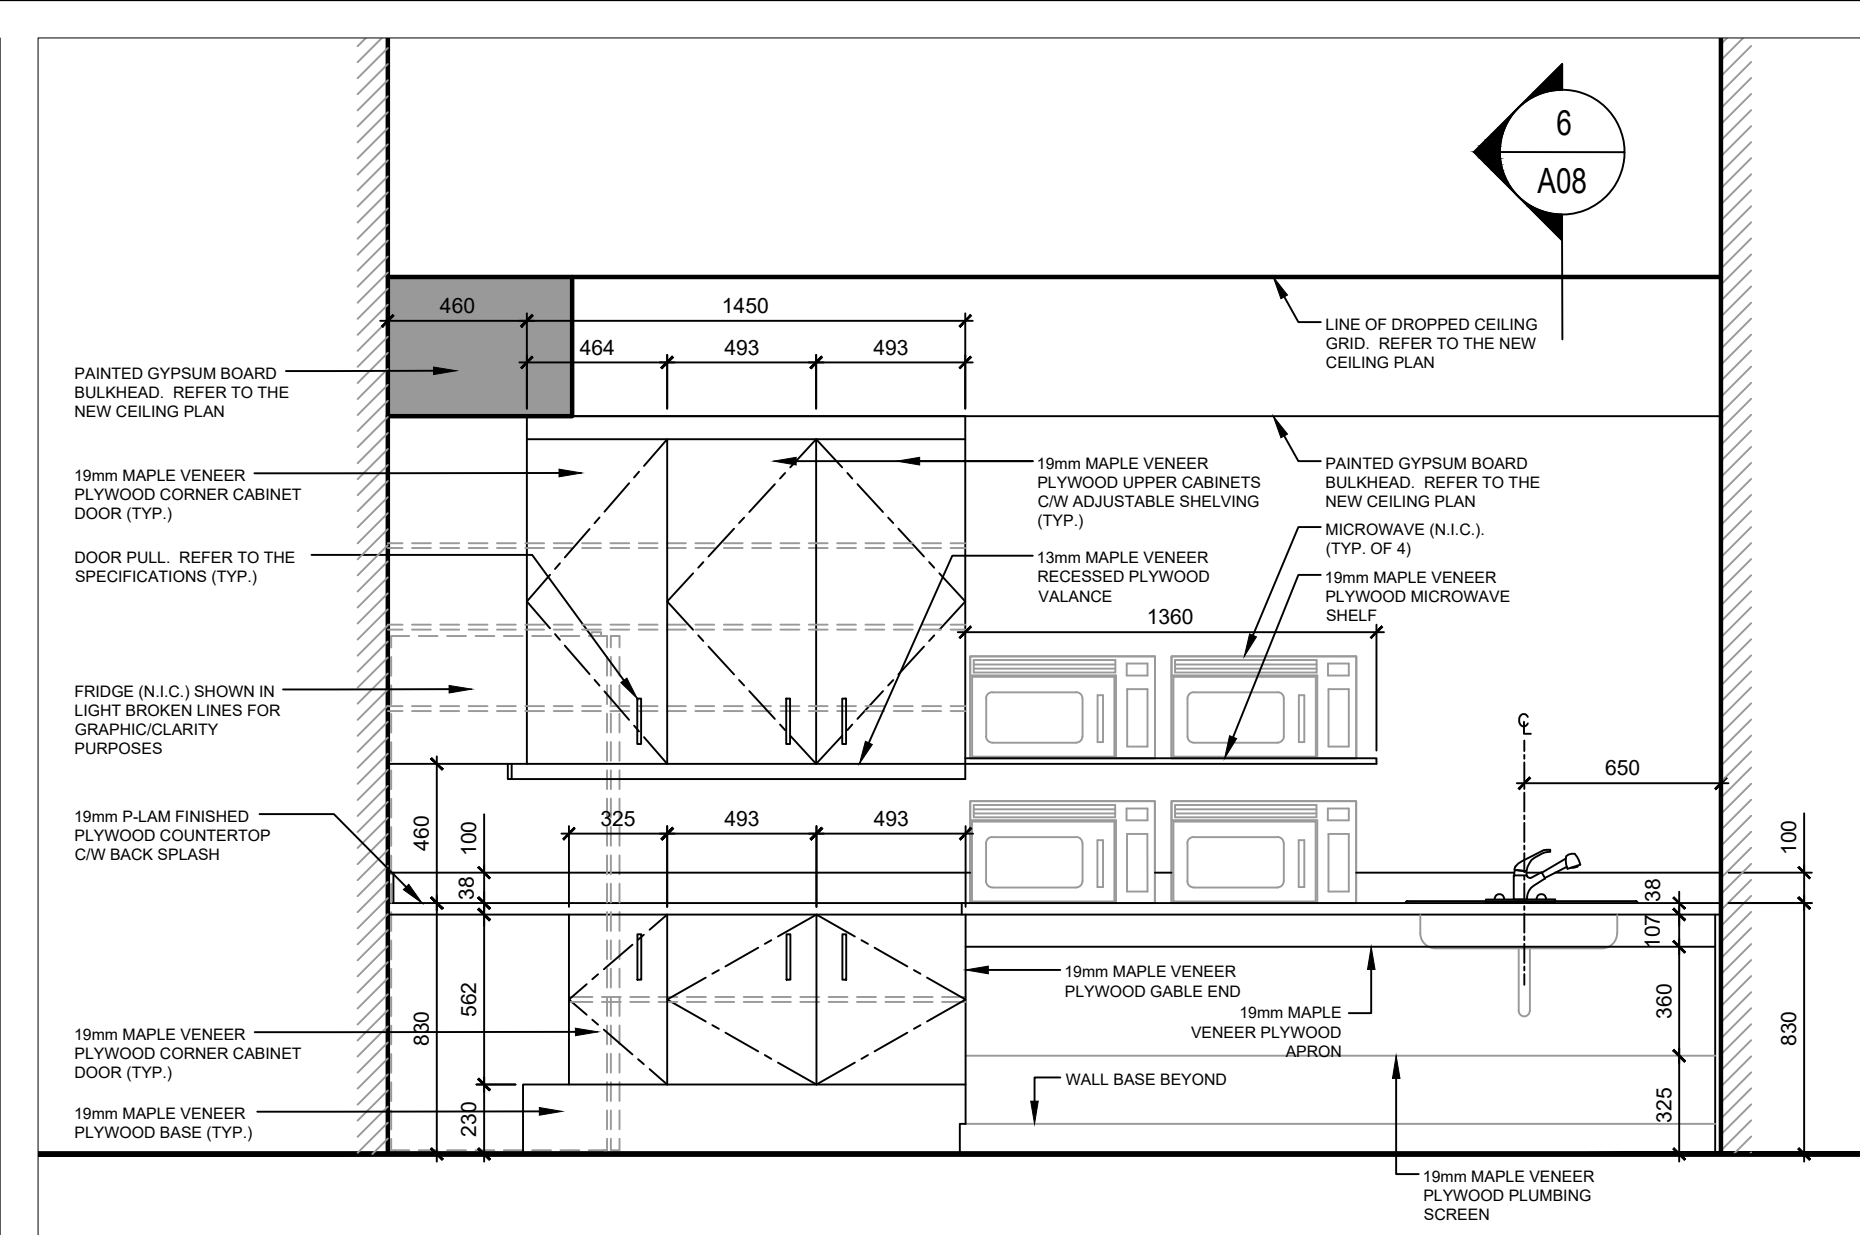 6
A08
460
1450
464
493
493
LINE OF DROPPED CEILING
GRID.  REFER TO THE NEW
CEILING PLAN
PAINTED GYPSUM BOARD
BULKHEAD.  REFER TO THE
NEW CEILING PLAN
19mm MAPLE VENEER
PLYWOOD CORNER CABINET
DOOR (TYP.)
19mm MAPLE VENEER
PLYWOOD UPPER CABINETS
C/W ADJUSTABLE SHELVING
(TYP.)
PAINTED GYPSUM BOARD
BULKHEAD.  REFER TO THE
NEW CEILING PLAN
MICROWAVE (N.I.C.).
(TYP. OF 4)
DOOR PULL.  REFER TO THE
SPECIFICATIONS (TYP.)
13mm MAPLE VENEER
RECESSED PLYWOOD
VALANCE
19mm MAPLE VENEER
PLYWOOD MICROWAVE
SHELF
1360
FRIDGE (N.I.C.) SHOWN IN
LIGHT BROKEN LINES FOR
GRAPHIC/CLARITY
PURPOSES
CL
650
19mm P-LAM FINISHED
PLYWOOD COUNTERTOP
C/W BACK SPLASH
460
100
38
325
493
493
100
38
107
562
830
230
19mm MAPLE VENEER
PLYWOOD GABLE END
19mm MAPLE
VENEER PLYWOOD
APRON
360
830
325
19mm MAPLE VENEER
PLYWOOD CORNER CABINET
DOOR (TYP.)
WALL BASE BEYOND
19mm MAPLE VENEER
PLYWOOD BASE (TYP.)
19mm MAPLE VENEER
PLYWOOD PLUMBING
SCREEN